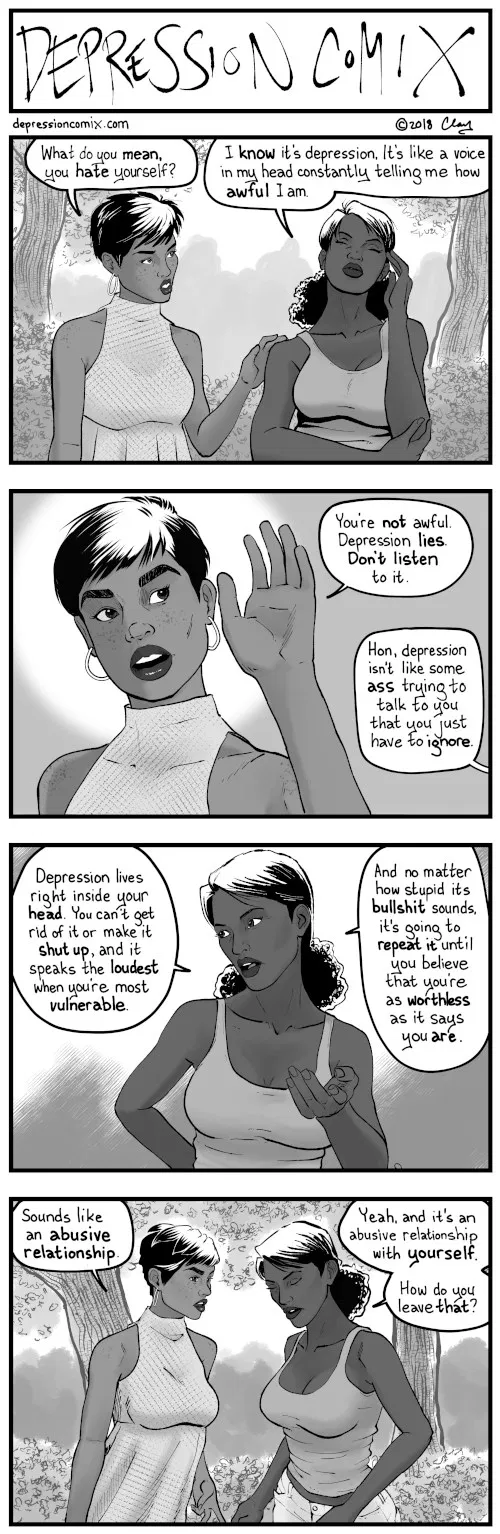 DEPRESSION COMIX
depressioncomix.com
©2018 Clay
What do you mean,
you hate yourself?
I know it's depression. It's like a voice
in my head constantly telling me how
awful I am.
You're not awful.
Depression lies.
Don't listen
to it.
Hon, depression
isn't like some
ass trying to
talk to you
that you just
have to ignore.
Depression lives
right inside your
head. You can't get
rid of it or make it
shut up, and it
speaks the loudest
when you're most
vulnerable.
And no matter
how stupid its
bullshit sounds,
it's going to
repeat it until
you believe
that you're
as worthless
as it says
you are.
Sounds like
an abusive
relationship.
Yeah, and it's an
abusive relationship
with yourself.
How do you
leave that?